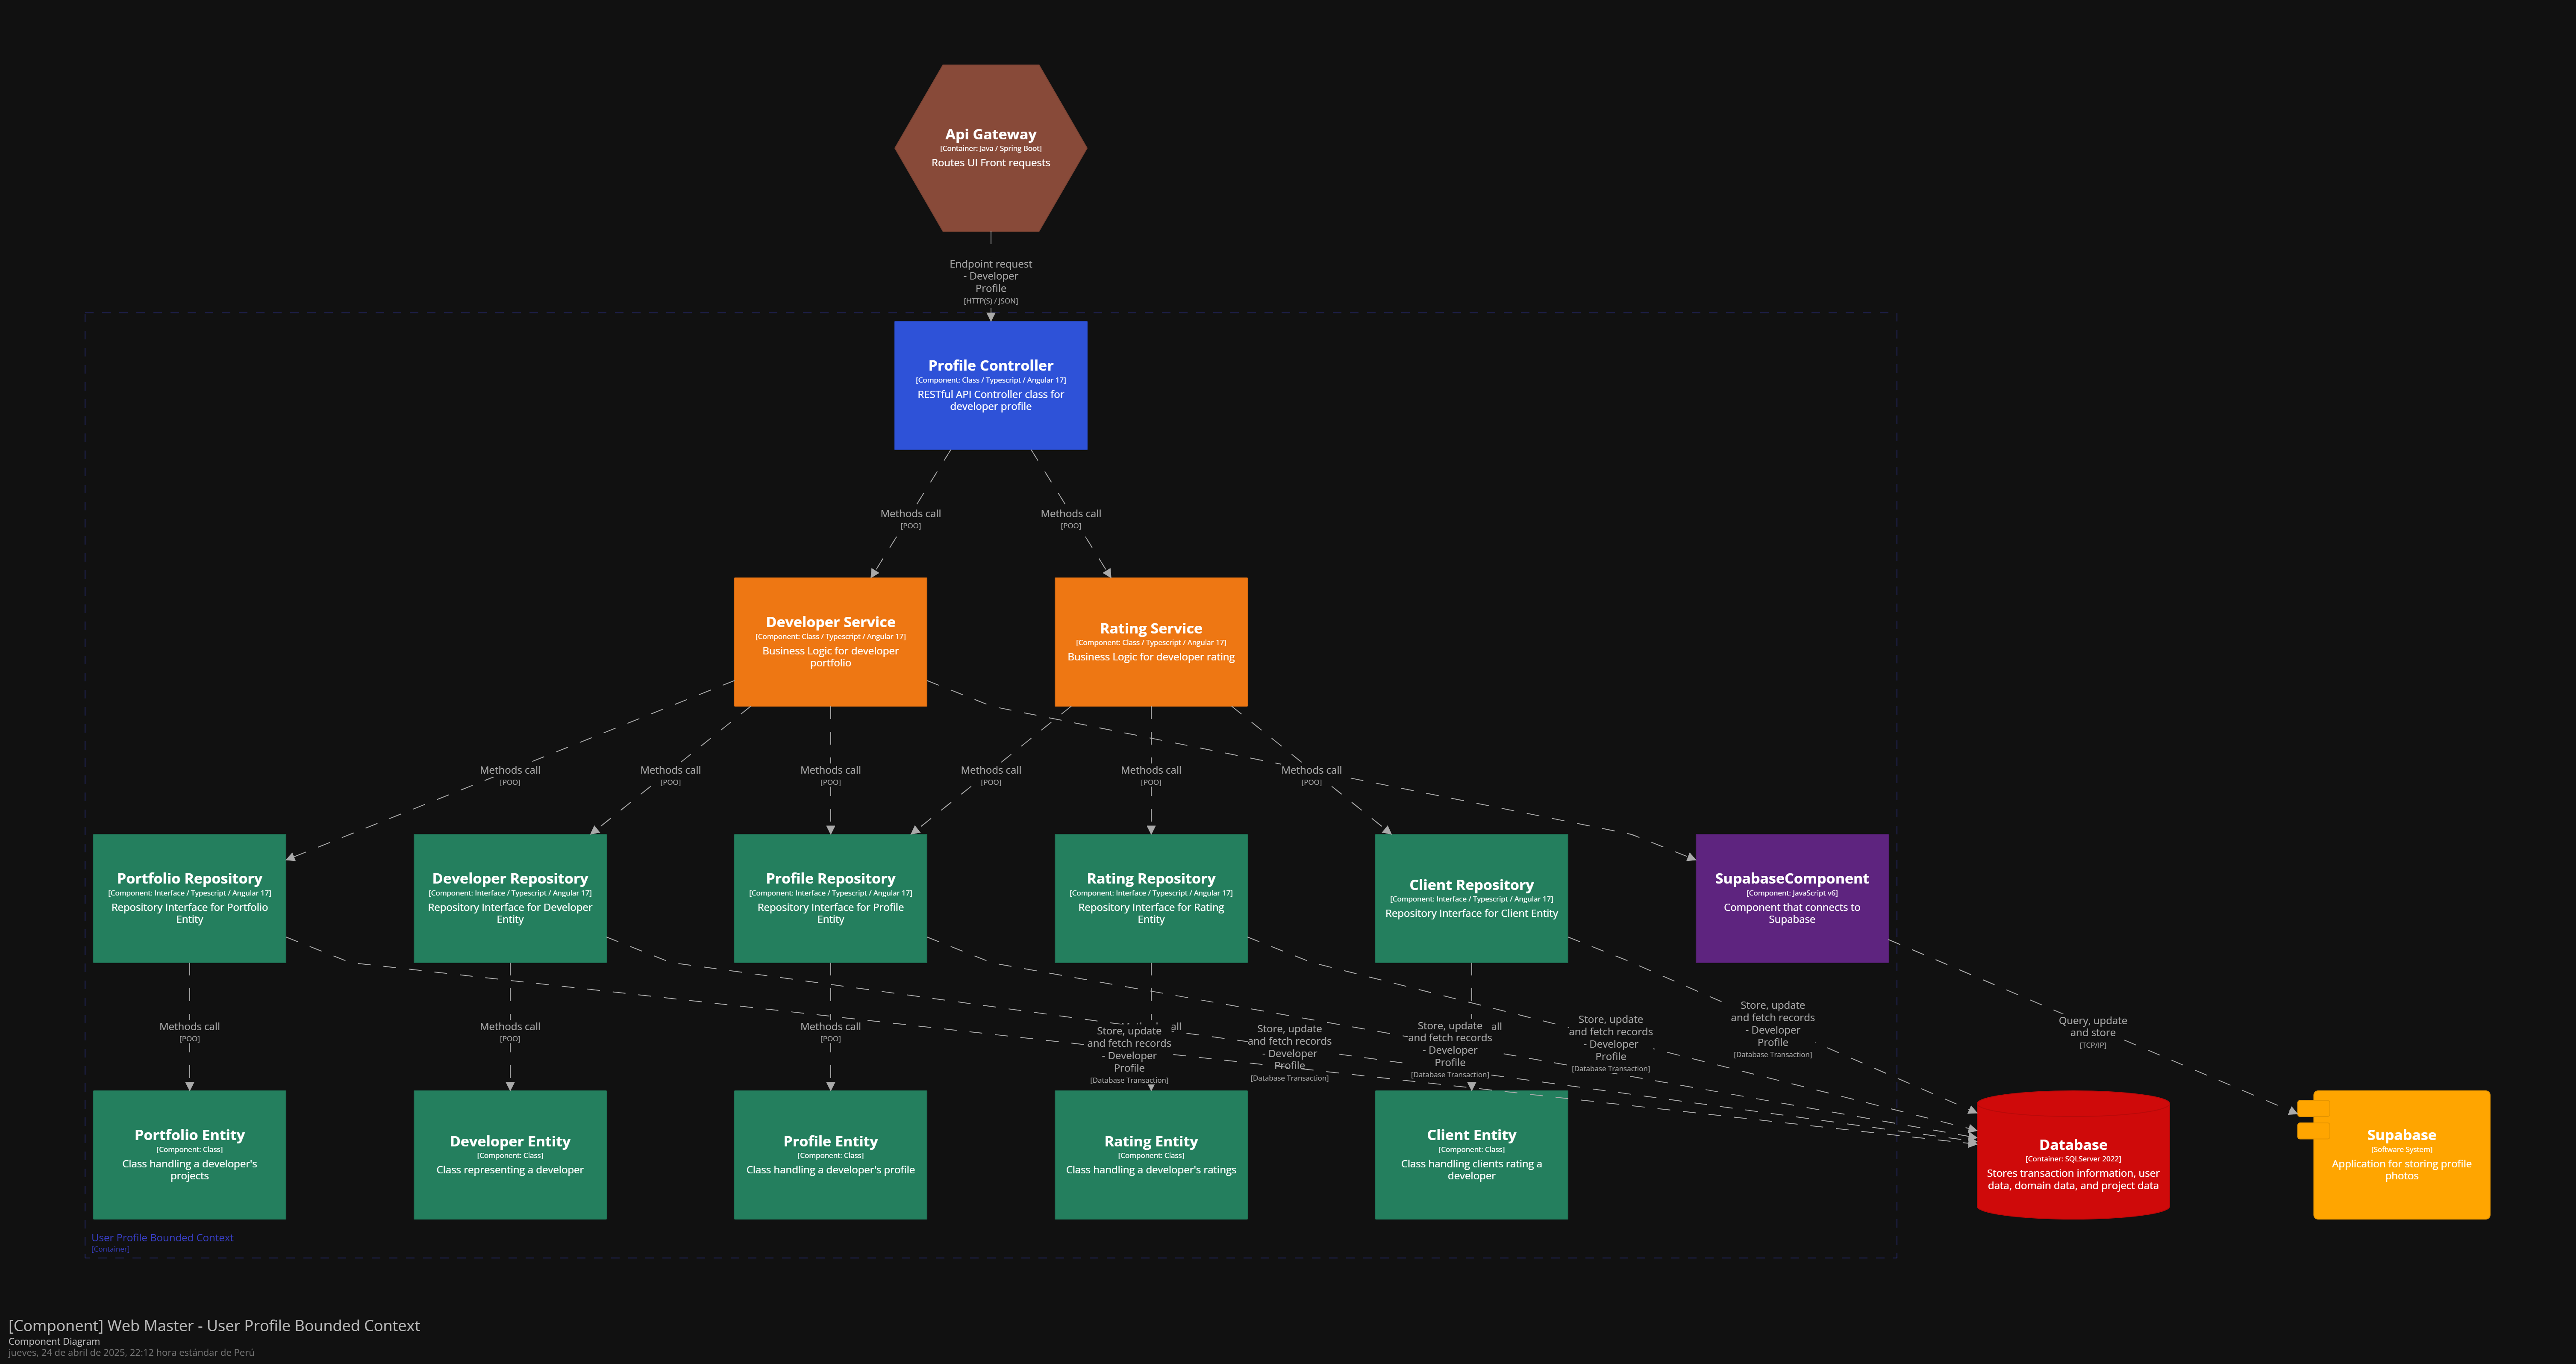 Api Gateway
[Container: Java / Spring Boot]
Routes UI Front requests
Endpoint request
- Developer
Profile
[HTTP(S) / JSON]
Profile Controller
[Component: Class / Typescript / Angular 17]
RESTful API Controller class for
developer profile
Methods call
[POO]
Methods call
[POO]
Developer Service
[Component: Class / Typescript / Angular 17]
Business Logic for developer
portfolio
Rating Service
[Component: Class / Typescript / Angular 17]
Business Logic for developer rating
Methods call
[POO]
Methods call
[POO]
Methods call
[POO]
Methods call
[POO]
Methods call
[POO]
Methods call
[POO]
Portfolio Repository
[Component: Interface / Typescript / Angular 17]
Repository Interface for Portfolio
Entity
Developer Repository
[Component: Interface / Typescript / Angular 17]
Repository Interface for Developer
Entity
Profile Repository
[Component: Interface / Typescript / Angular 17]
Repository Interface for Profile
Entity
Rating Repository
[Component: Interface / Typescript / Angular 17]
Repository Interface for Rating
Entity
Client Repository
[Component: Interface / Typescript / Angular 17]
Repository Interface for Client Entity
SupabaseComponent
[Component: JavaScript v6]
Component that connects to
Supabase
Methods call
[POO]
Methods call
[POO]
Methods call
[POO]
Store, update
and fetch records
- Developer
Profile
[Database Transaction]
Store, update
and fetch records
- Developer
Profile
[Database Transaction]
Store, update
and fetch records
- Developer
Profile
[Database Transaction]
Store, update
and fetch records
- Developer
Profile
[Database Transaction]
Store, update
and fetch records
- Developer
Profile
[Database Transaction]
Query, update
and store
[TCP/IP]
Portfolio Entity
[Component: Class]
Class handling a developer's
projects
Developer Entity
[Component: Class]
Class representing a developer
Profile Entity
[Component: Class]
Class handling a developer's profile
Rating Entity
[Component: Class]
Class handling a developer's ratings
Client Entity
[Component: Class]
Class handling clients rating a
developer
Database
[Container: SQLServer 2022]
Stores transaction information, user
data, domain data, and project data
Supabase
[Software System]
Application for storing profile
photos
User Profile Bounded Context
[Container]
[Component] Web Master - User Profile Bounded Context
Component Diagram
jueves, 24 de abril de 2025, 22:12 hora estándar de Perú